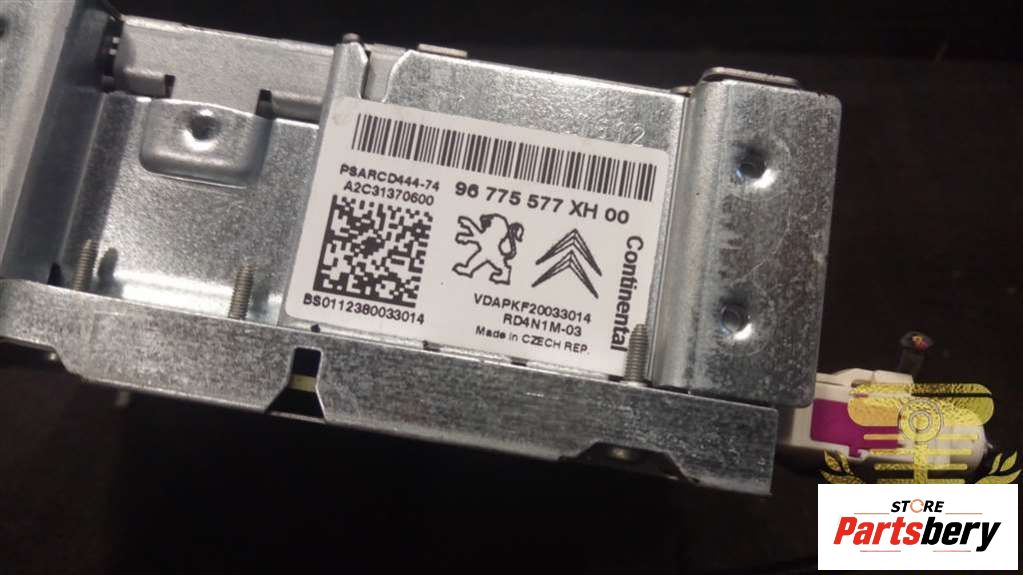 PSARCD444-74
A2C31370600
96 775 577 XH 00
BS0112380033014
VDAPKF20033014
RD4N1M-03
Made in CZECH REP.
Continental
STORE
Partsbery